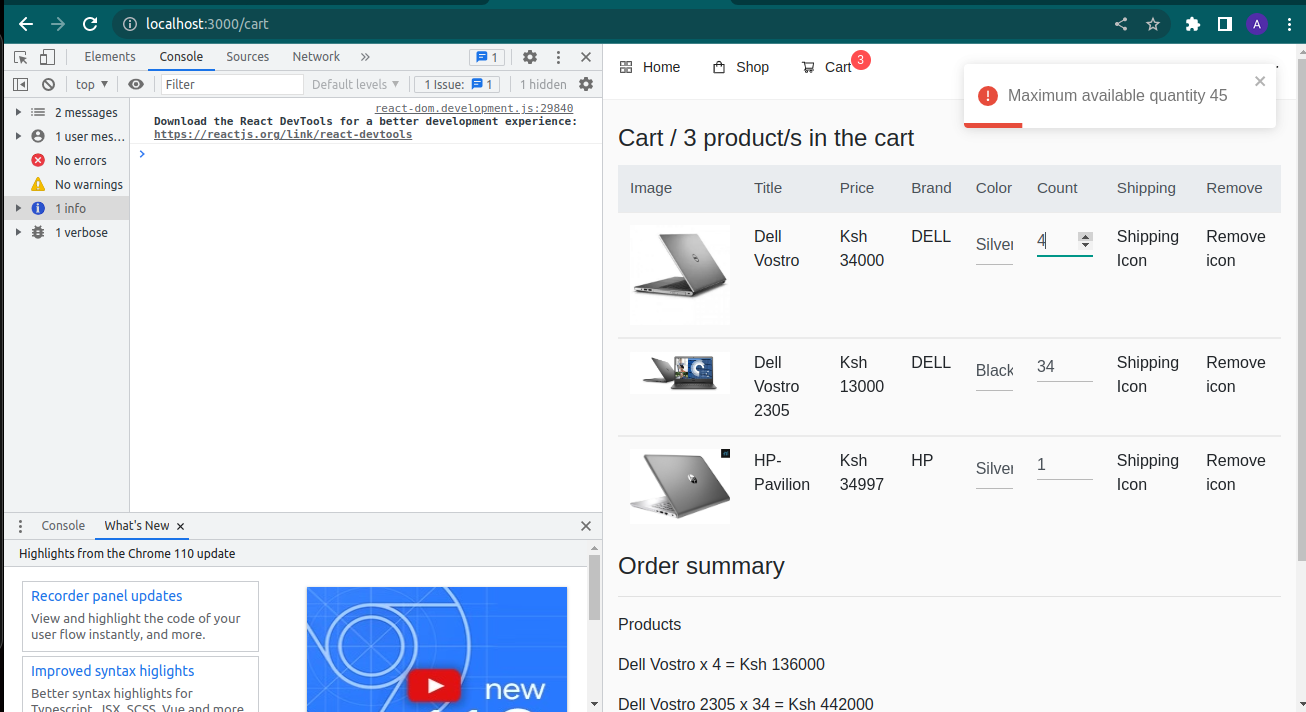 localhost:3000/cart
A
Elements Console Sources Network » 1
top ▼ Filter Default levels ▼ 1 Issue: 1 1 hidden
2 messages
1 user mes…
No errors
No warnings
1 info
1 verbose
react-dom.development.js:29840
Download the React DevTools for a better development experience:
https://reactjs.org/link/react-devtools
>
Console What's New ×
Highlights from the Chrome 110 update
Recorder panel updates
View and highlight the code of your
user flow instantly, and more.
Improved syntax higlights
Better syntax highlights for
Typescript, JSX, SCSS, Vue and more
new
Home Shop Cart 3
Maximum available quantity 45
Cart / 3 product/s in the cart
Image Title Price Brand Color Count Shipping Remove
Dell Ksh DELL Silver 4 Shipping Remove
Vostro 34000 Icon icon
Dell Ksh DELL Black 34 Shipping Remove
Vostro 13000 Icon icon
2305
HP- Ksh HP Silver 1 Shipping Remove
Pavilion 34997 Icon icon
Order summary
Products
Dell Vostro x 4 = Ksh 136000
Dell Vostro 2305 x 34 = Ksh 442000